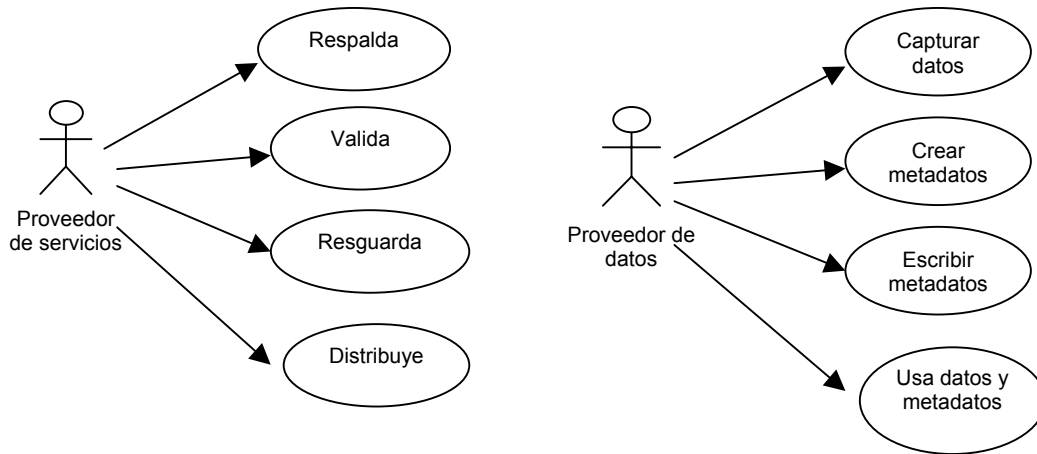 Respalda
Valida
Proveedor
de servicios
Resguarda
Distribuye
Capturar
datos
Crear
metadatos
Proveedor de
datos
Escribir
metadatos
Usa datos y
metadatos